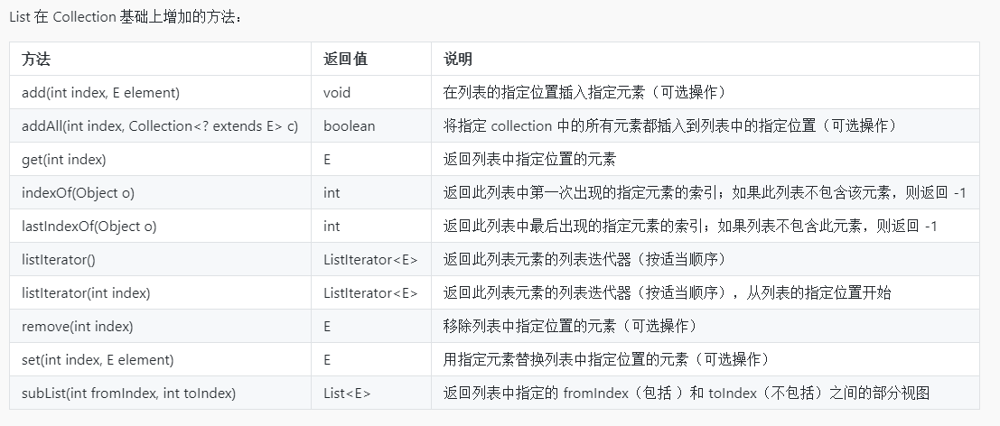 List 在 Collection 基础上增加的方法：
方法 返回值 说明
add(int index, E element) void 在列表的指定位置插入指定元素（可选操作）
addAll(int index, Collection<? extends E> c) boolean 将指定 collection 中的所有元素都插入到列表中的指定位置（可选操作）
get(int index) E 返回列表中指定位置的元素
indexOf(Object o) int 返回此列表中第一次出现的指定元素的索引；如果此列表不包含该元素，则返回 -1
lastIndexOf(Object o) int 返回此列表中最后出现的指定元素的索引；如果列表不包含此元素，则返回 -1
listIterator() ListIterator<E> 返回此列表元素的列表迭代器（按适当顺序）
listIterator(int index) ListIterator<E> 返回此列表元素的列表迭代器（按适当顺序），从列表的指定位置开始
remove(int index) E 移除列表中指定位置的元素（可选操作）
set(int index, E element) E 用指定元素替换列表中指定位置的元素（可选操作）
subList(int fromIndex, int toIndex) List<E> 返回列表中指定的 fromIndex（包括 ）和 toIndex（不包括）之间的部分视图